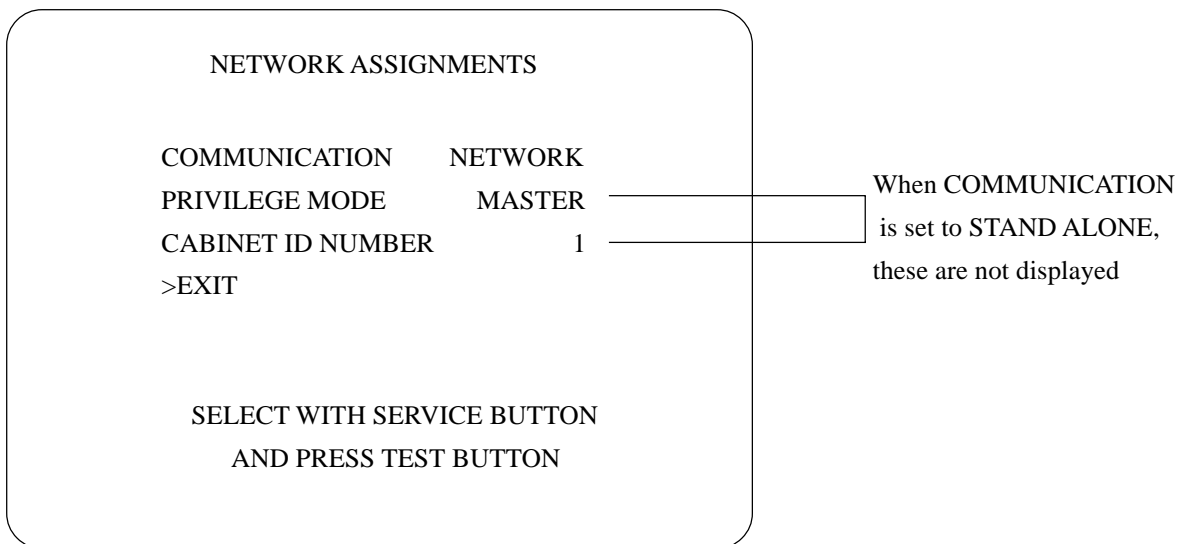 NETWORK ASSIGNMENTS
COMMUNICATION NETWORK
PRIVILEGE MODE MASTER
CABINET ID NUMBER 1
>EXIT
SELECT WITH SERVICE BUTTON
AND PRESS TEST BUTTON
When COMMUNICATION
is set to STAND ALONE,
these are not displayed